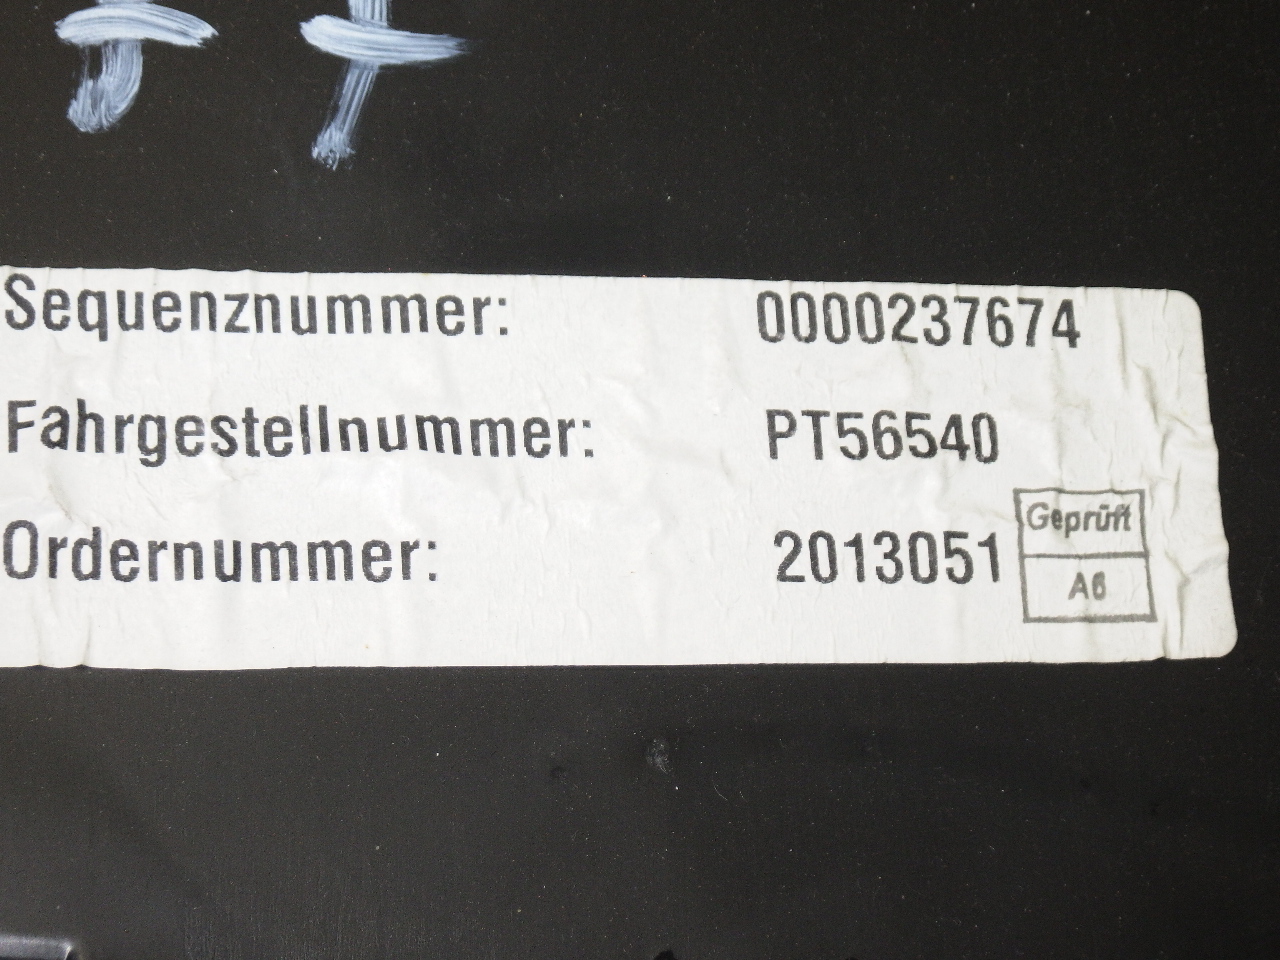 Sequenznummer: 0000237674
Fahrgestellnummer: PT56540
Ordernummer: 2013051
Geprüft
A6